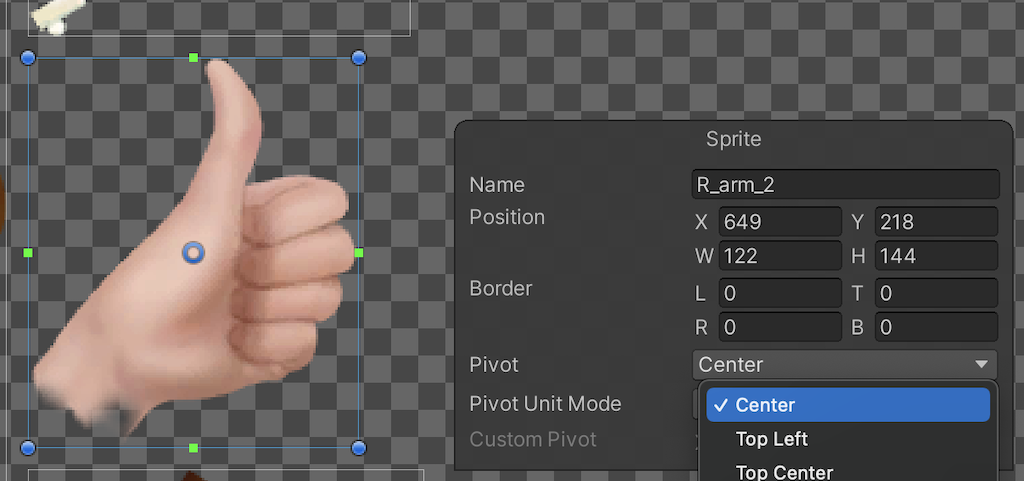 Sprite
Name R_arm_2
Position X 649 Y 218
W 122 H 144
Border L 0 T 0
R 0 B 0
Pivot Center
Pivot Unit Mode
✓ Center
Custom Pivot
Top Left
Top Center